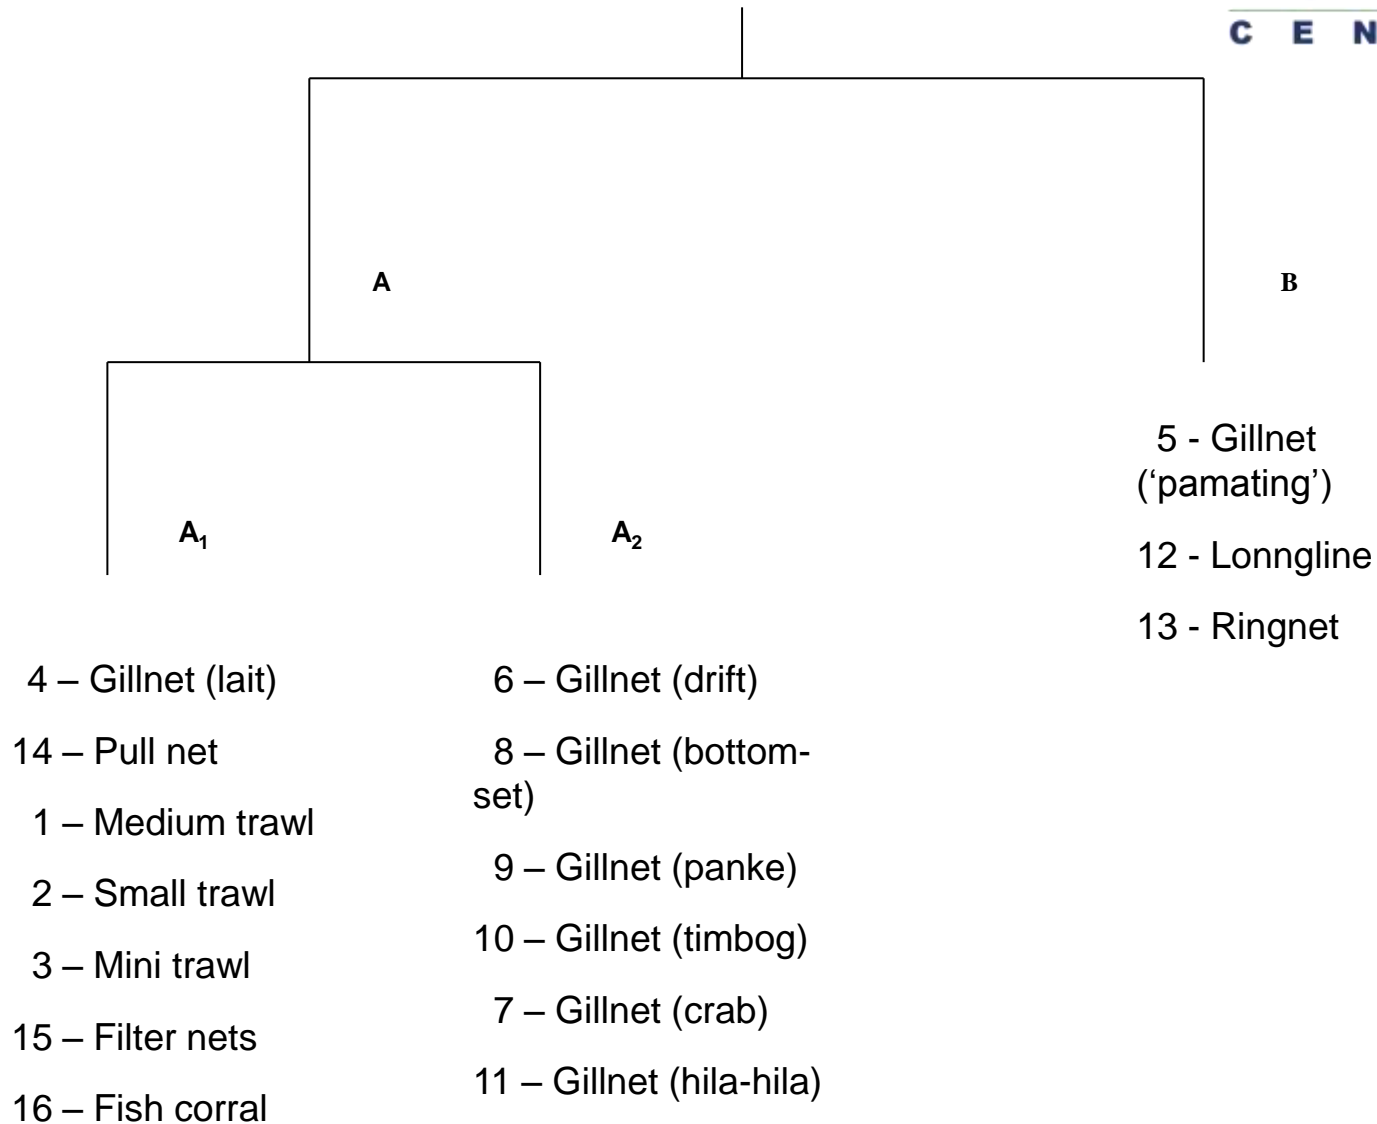 C E N
A
B
A₁
A₂
5 - Gillnet
(‘pamating’)
12 - Lonngline
13 - Ringnet
4 – Gillnet (lait)
14 – Pull net
1 – Medium trawl
2 – Small trawl
3 – Mini trawl
15 – Filter nets
16 – Fish corral
6 – Gillnet (drift)
8 – Gillnet (bottom-
set)
9 – Gillnet (panke)
10 – Gillnet (timbog)
7 – Gillnet (crab)
11 – Gillnet (hila-hila)